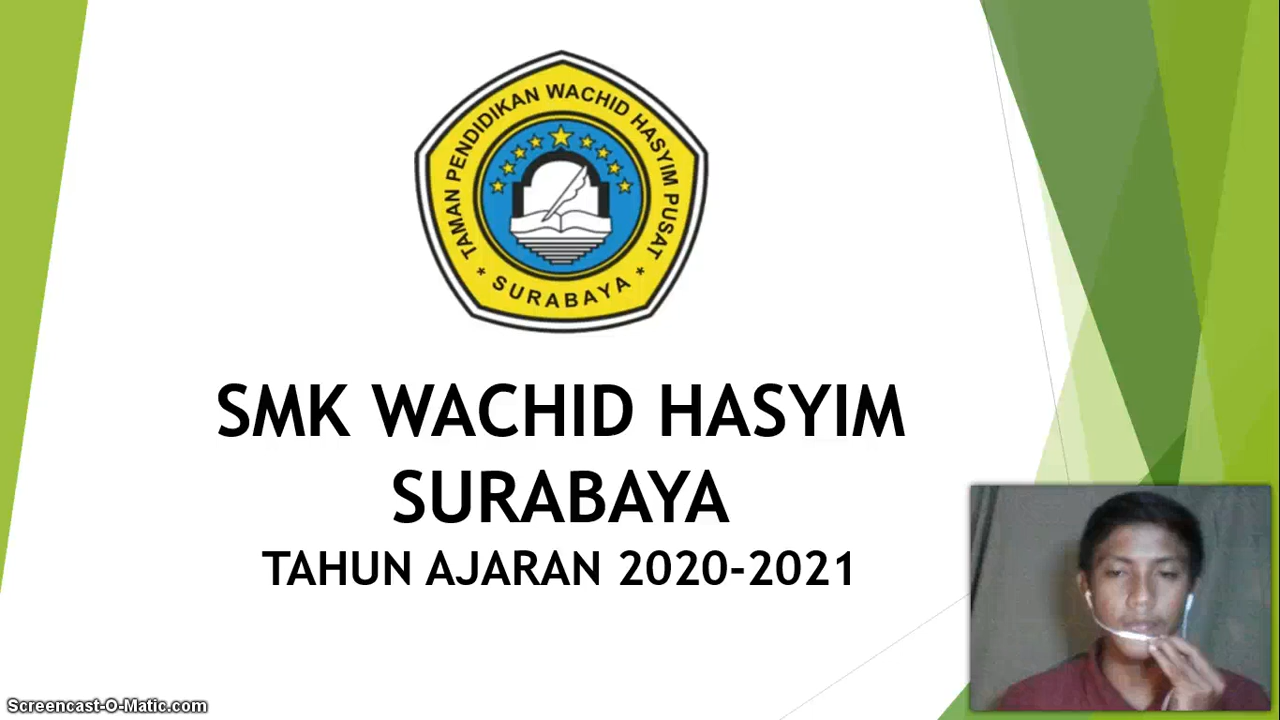 TAMAN PENDIDIKAN WACHID HASYIM PUSAT
* SURABAYA *
SMK WACHID HASYIM
SURABAYA
TAHUN AJARAN 2020-2021
Screencast-O-Matic.com